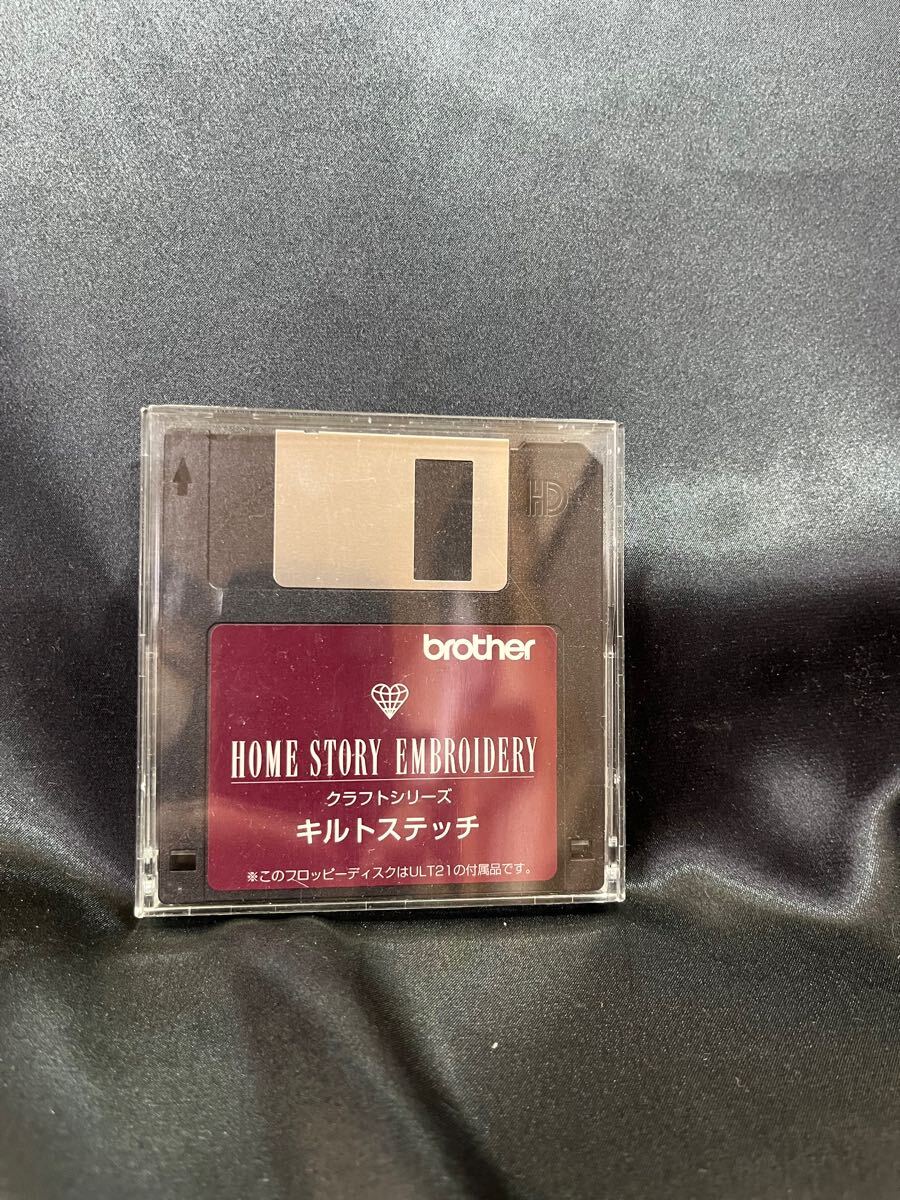 HD
brother
HOME STORY EMBROIDERY
クラフトシリーズ
キルトステッチ
※このフロッピーディスクはULT21の付属品です。